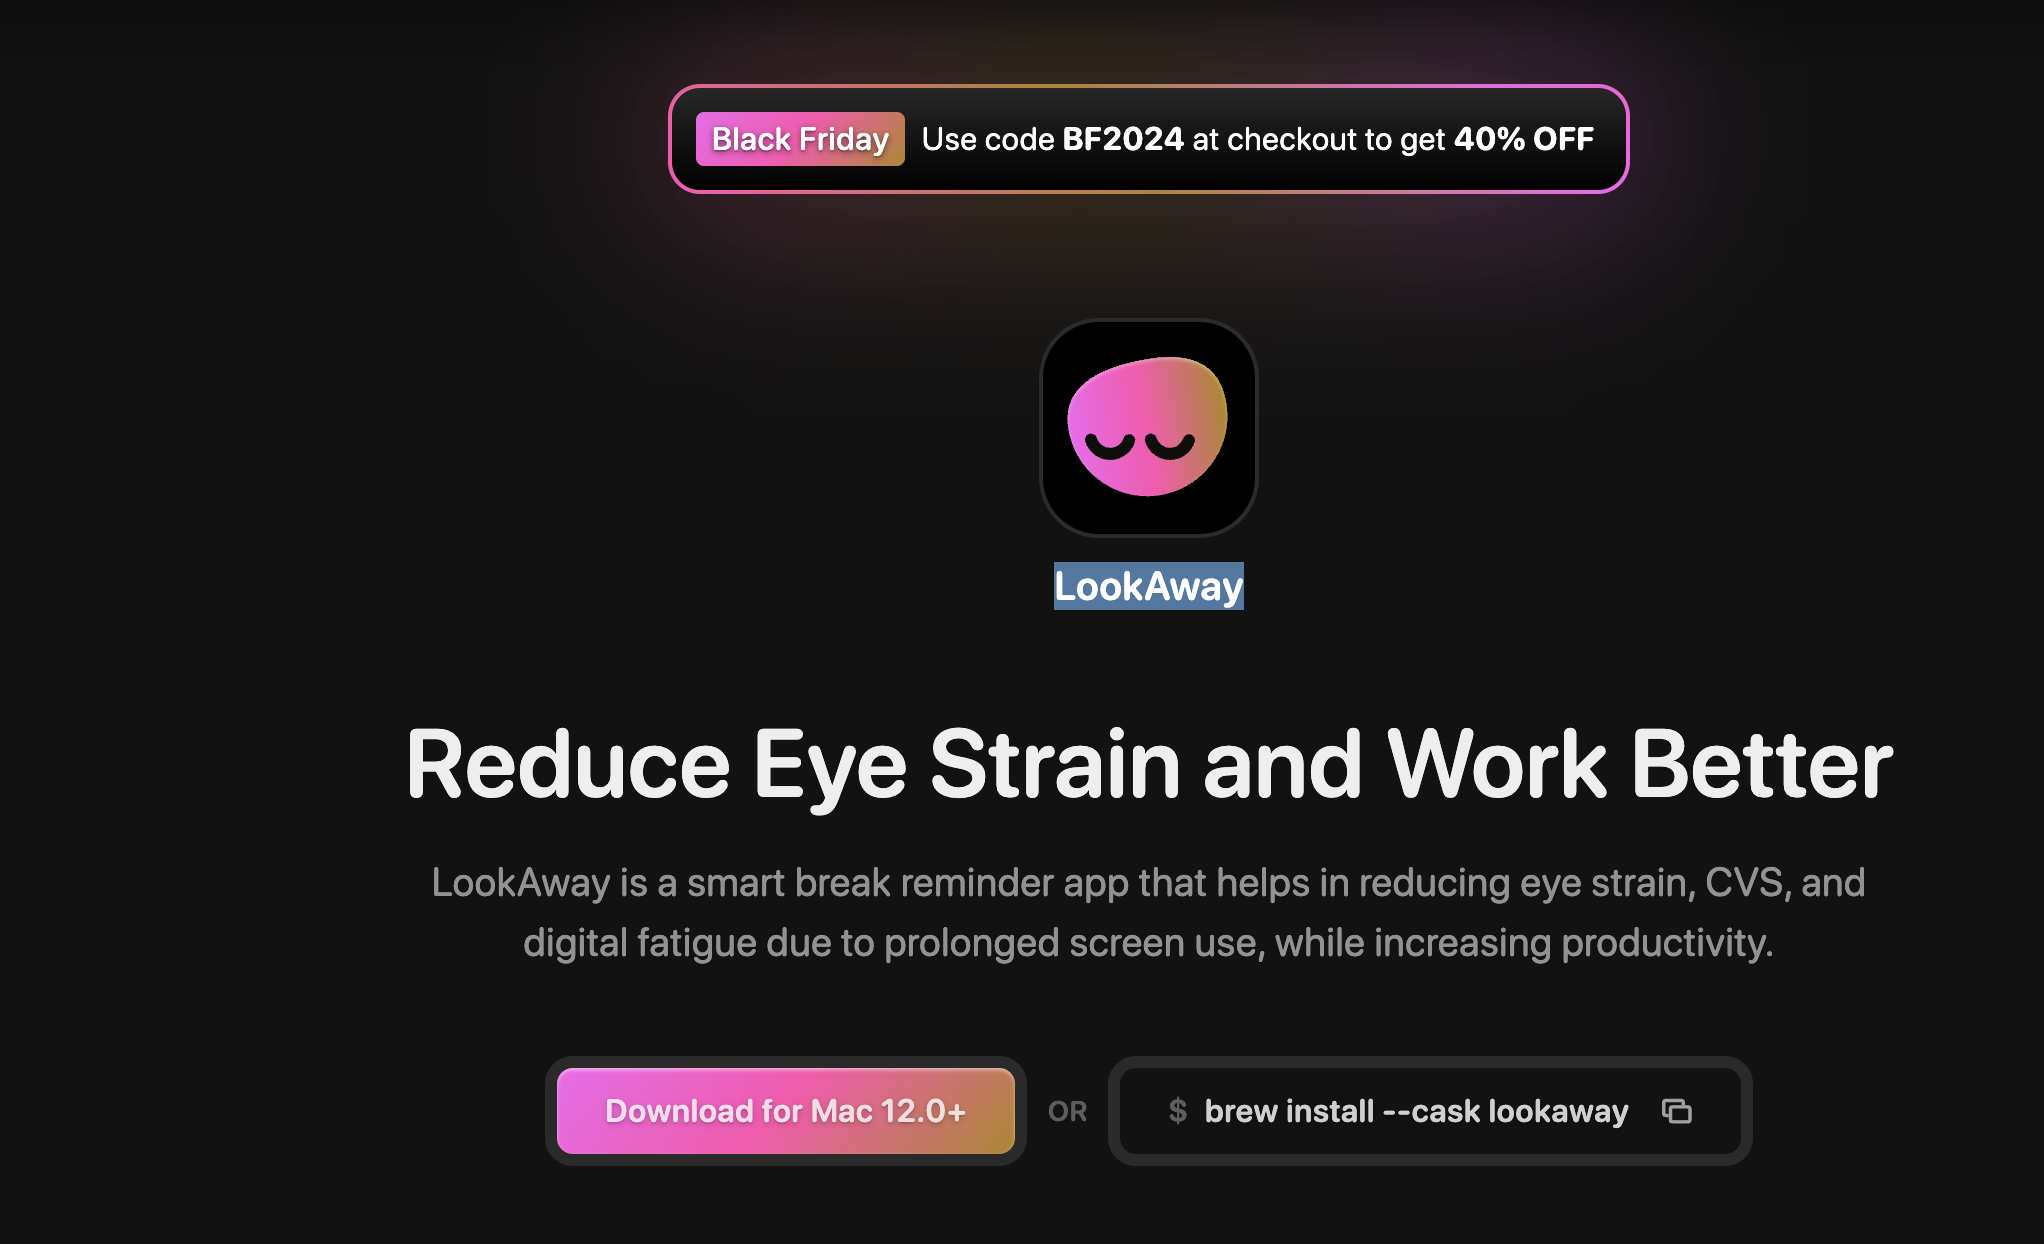 Black Friday Use code BF2024 at checkout to get 40% OFF
LookAway
Reduce Eye Strain and Work Better
LookAway is a smart break reminder app that helps in reducing eye strain, CVS, and
digital fatigue due to prolonged screen use, while increasing productivity.
Download for Mac 12.0+ OR $ brew install --cask lookaway